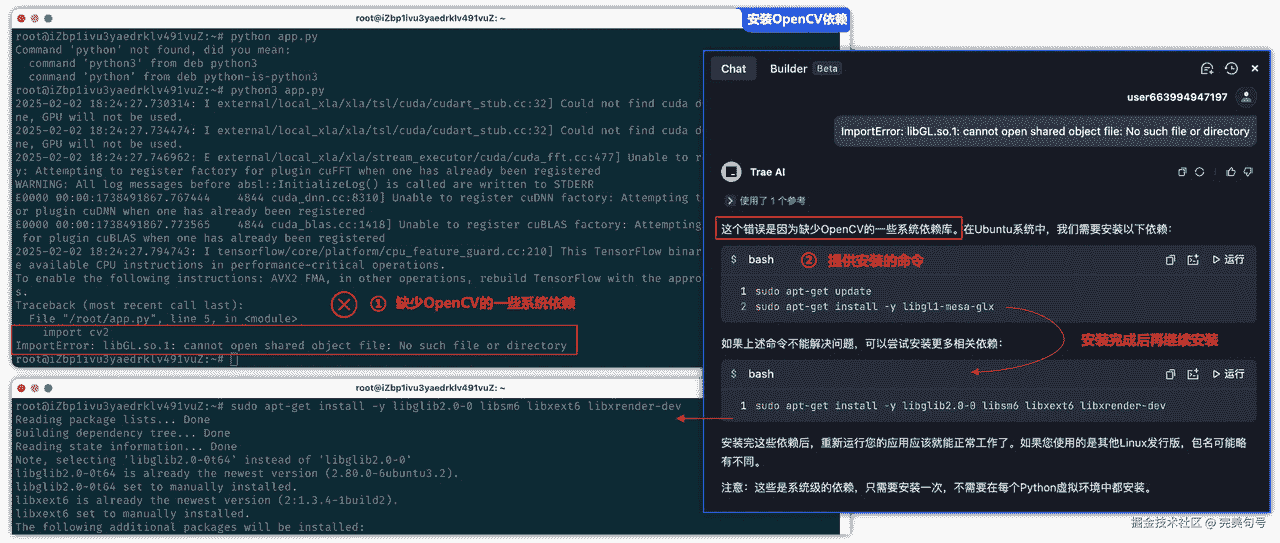 root@iZbp1ivu3yaedrklv491vuZ: ~
安装OpenCV依赖
root@iZbp1ivu3yaedrklv491vuZ:~# python app.py
Command 'python' not found, did you mean:
command 'python3' from deb python3
command 'python' from deb python-is-python3
root@iZbp1ivu3yaedrklv491vuZ:~# python3 app.py
2025-02-02 18:24:27.730314: I external/local_xla/xla/tsl/cuda/cudart_stub.cc:32] Could not find cuda d
ne, GPU will not be used.
2025-02-02 18:24:27.734474: I external/local_xla/xla/tsl/cuda/cudart_stub.cc:32] Could not find cuda d
ne, GPU will not be used.
2025-02-02 18:24:27.746962: E external/local_xla/xla/stream_executor/cuda/cuda_fft.cc:477] Unable to r
y: Attempting to register factory for plugin cuFFT when one has already been registered
WARNING: All log messages before absl::InitializeLog() is called are written to STDERR
E0000 00:00:1738491867.767444    4844 cuda_dnn.cc:8310] Unable to register cuDNN factory: Attempting t
or plugin cuDNN when one has already been registered
E0000 00:00:1738491867.773565    4844 cuda_blas.cc:1418] Unable to register cuBLAS factory: Attempting
for plugin cuBLAS when one has already been registered
2025-02-02 18:24:27.794743: I tensorflow/core/platform/cpu_feature_guard.cc:210] This TensorFlow binar
e available CPU instructions in performance-critical operations.
To enable the following instructions: AVX2 FMA, in other operations, rebuild TensorFlow with the appro
s.
Traceback (most recent call last):
File "/root/app.py", line 5, in <module>
import cv2
ImportError: libGL.so.1: cannot open shared object file: No such file or directory
root@iZbp1ivu3yaedrklv491vuZ:~#
① 缺少OpenCV的一些系统依赖
root@iZbp1ivu3yaedrklv491vuZ: ~
root@iZbp1ivu3yaedrklv491vuZ:~# sudo apt-get install -y libglib2.0-0 libsm6 libxext6 libxrender-dev
Reading package lists... Done
Building dependency tree... Done
Reading state information... Done
Note, selecting 'libglib2.0-0t64' instead of 'libglib2.0-0'
libglib2.0-0t64 is already the newest version (2.80.0-6ubuntu3.2).
libglib2.0-0t64 set to manually installed.
libxext6 is already the newest version (2:1.3.4-1build2).
libxext6 set to manually installed.
The following additional packages will be installed:
Chat Builder Beta
user663994947197
ImportError: libGL.so.1: cannot open shared object file: No such file or directory
Trae AI
使用了 1 个参考
这个错误是因为缺少OpenCV的一些系统依赖库。在Ubuntu系统中，我们需要安装以下依赖：
$ bash ② 提供安装的命令 运行
1 sudo apt-get update
2 sudo apt-get install -y libgl1-mesa-glx
安装完成后再继续安装
如果上述命令不能解决问题，可以尝试安装更多相关依赖：
$ bash 运行
1 sudo apt-get install -y libglib2.0-0 libsm6 libxext6 libxrender-dev
安装完这些依赖后，重新运行您的应用应该就能正常工作了。如果您使用的是其他Linux发行版，包名可能略
有不同。
注意：这些是系统级的依赖，只需要安装一次，不需要在每个Python虚拟环境中都安装。
掘金技术社区 @ 完美句号